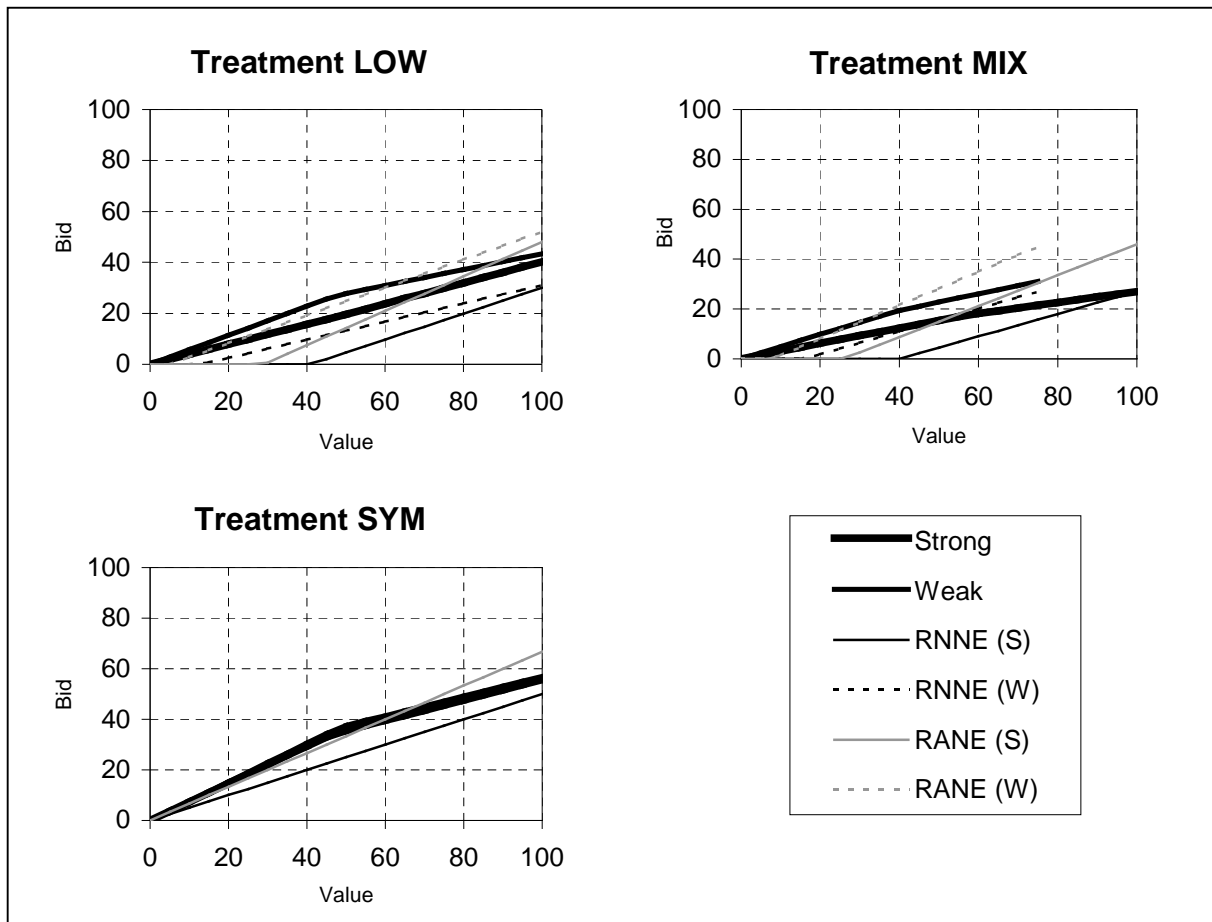 Treatment LOW
100
80
60
40
20
0
Bid
0 20 40 60 80 100
Value
Treatment MIX
100
80
60
40
20
0
Bid
0 20 40 60 80 100
Value
Treatment SYM
100
80
60
40
20
0
Bid
0 20 40 60 80 100
Value
Strong
Weak
RNNE (S)
RNNE (W)
RANE (S)
RANE (W)